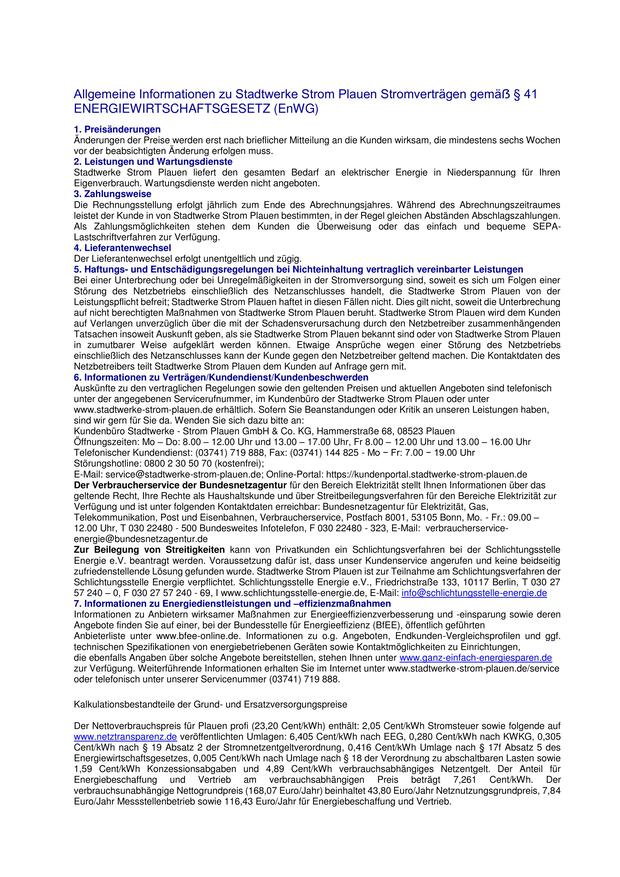 Allgemeine Informationen zu Stadtwerke Strom Plauen Stromverträgen gemäß § 41
ENERGIEWIRTSCHAFTSGESETZ (EnWG)
1. Preisänderungen
Änderungen der Preise werden erst nach brieflicher Mitteilung an die Kunden wirksam, die mindestens sechs Wochen
vor der beabsichtigten Änderung erfolgen muss.
2. Leistungen und Wartungsdienste
Stadtwerke Strom Plauen liefert den gesamten Bedarf an elektrischer Energie in Niederspannung für Ihren
Eigenverbrauch. Wartungsdienste werden nicht angeboten.
3. Zahlungsweise
Die Rechnungsstellung erfolgt jährlich zum Ende des Abrechnungsjahres. Während des Abrechnungszeitraumes
leistet der Kunde in von Stadtwerke Strom Plauen bestimmten, in der Regel gleichen Abständen Abschlagszahlungen.
Als Zahlungsmöglichkeiten stehen dem Kunden die Überweisung oder das einfach und bequeme SEPA-
Lastschriftverfahren zur Verfügung.
4. Lieferantenwechsel
Der Lieferantenwechsel erfolgt unentgeltlich und zügig.
5. Haftungs- und Entschädigungsregelungen bei Nichteinhaltung vertraglich vereinbarter Leistungen
Bei einer Unterbrechung oder bei Unregelmäßigkeiten in der Stromversorgung sind, soweit es sich um Folgen einer
Störung des Netzbetriebs einschließlich des Netzanschlusses handelt, die Stadtwerke Strom Plauen von der
Leistungspflicht befreit; Stadtwerke Strom Plauen haftet in diesen Fällen nicht. Dies gilt nicht, soweit die Unterbrechung
auf nicht berechtigten Maßnahmen von Stadtwerke Strom Plauen beruht. Stadtwerke Strom Plauen wird dem Kunden
auf Verlangen unverzüglich über die mit der Schadensverursachung durch den Netzbetreiber zusammenhängenden
Tatsachen insoweit Auskunft geben, als sie Stadtwerke Strom Plauen bekannt sind oder von Stadtwerke Strom Plauen
in zumutbarer Weise aufgeklärt werden können. Etwaige Ansprüche wegen einer Störung des Netzbetriebs
einschließlich des Netzanschlusses kann der Kunde gegen den Netzbetreiber geltend machen. Die Kontaktdaten des
Netzbetreibers teilt Stadtwerke Strom Plauen dem Kunden auf Anfrage gern mit.
6. Informationen zu Verträgen/Kundendienst/Kundenbeschwerden
Auskünfte zu den vertraglichen Regelungen sowie den geltenden Preisen und aktuellen Angeboten sind telefonisch
unter der angegebenen Servicerufnummer, im Kundenbüro der Stadtwerke Strom Plauen oder unter
www.stadtwerke-strom-plauen.de erhältlich. Sofern Sie Beanstandungen oder Kritik an unseren Leistungen haben,
sind wir gern für Sie da. Wenden Sie sich dazu bitte an:
Kundenbüro Stadtwerke - Strom Plauen GmbH & Co. KG, Hammerstraße 68, 08523 Plauen
Öffnungszeiten: Mo – Do: 8.00 – 12.00 Uhr und 13.00 – 17.00 Uhr, Fr 8.00 – 12.00 Uhr und 13.00 – 16.00 Uhr
Telefonischer Kundendienst: (03741) 719 888, Fax: (03741) 144 825 - Mo – Fr: 7.00 – 19.00 Uhr
Störungshotline: 0800 2 30 50 70 (kostenfrei);
E-Mail: service@stadtwerke-strom-plauen.de; Online-Portal: https://kundenportal.stadtwerke-strom-plauen.de
Der Verbraucherservice der Bundesnetzagentur für den Bereich Elektrizität stellt Ihnen Informationen über das
geltende Recht, Ihre Rechte als Haushaltskunde und über Streitbeilegungsverfahren für den Bereiche Elektrizität zur
Verfügung und ist unter folgenden Kontaktdaten erreichbar: Bundesnetzagentur für Elektrizität, Gas,
Telekommunikation, Post und Eisenbahnen, Verbraucherservice, Postfach 8001, 53105 Bonn, Mo. - Fr.: 09.00 –
12.00 Uhr, T 030 22480 - 500 Bundesweites Infotelefon, F 030 22480 - 323, E-Mail: verbraucherservice-
energie@bundesnetzagentur.de
Zur Beilegung von Streitigkeiten kann von Privatkunden ein Schlichtungsverfahren bei der Schlichtungsstelle
Energie e.V. beantragt werden. Voraussetzung dafür ist, dass unser Kundenservice angerufen und keine beidseitig
zufriedenstellende Lösung gefunden wurde. Stadtwerke Strom Plauen ist zur Teilnahme am Schlichtungsverfahren der
Schlichtungsstelle Energie verpflichtet. Schlichtungsstelle Energie e.V., Friedrichstraße 133, 10117 Berlin, T 030 27
57 240 – 0, F 030 27 57 240 - 69, I www.schlichtungsstelle-energie.de, E-Mail: info@schlichtungsstelle-energie.de
7. Informationen zu Energiedienstleistungen und –effizienzmaßnahmen
Informationen zu Anbietern wirksamer Maßnahmen zur Energieeffizienzverbesserung und -einsparung sowie deren
Angebote finden Sie auf einer, bei der Bundesstelle für Energieeffizienz (BfEE), öffentlich geführten
Anbieterliste unter www.bfee-online.de. Informationen zu o.g. Angeboten, Endkunden-Vergleichsprofilen und ggf.
technischen Spezifikationen von energiebetriebenen Geräten sowie Kontaktmöglichkeiten zu Einrichtungen,
die ebenfalls Angaben über solche Angebote bereitstellen, stehen Ihnen unter www.ganz-einfach-energiesparen.de
zur Verfügung. Weiterführende Informationen erhalten Sie im Internet unter www.stadtwerke-strom-plauen.de/service
oder telefonisch unter unserer Servicenummer (03741) 719 888.
Kalkulationsbestandteile der Grund- und Ersatzversorgungspreise
Der Nettoverbrauchspreis für Plauen profi (23,20 Cent/kWh) enthält: 2,05 Cent/kWh Stromsteuer sowie folgende auf
www.netztransparenz.de veröffentlichten Umlagen: 6,405 Cent/kWh nach EEG, 0,280 Cent/kWh nach KWKG, 0,305
Cent/kWh nach § 19 Absatz 2 der Stromnetzentgeltverordnung, 0,416 Cent/kWh Umlage nach § 17f Absatz 5 des
Energiewirtschaftsgesetzes, 0,005 Cent/kWh nach Umlage nach § 18 der Verordnung zu abschaltbaren Lasten sowie
1,59 Cent/kWh Konzessionsabgaben und 4,89 Cent/kWh verbrauchsabhängiges Netzentgelt. Der Anteil für
Energiebeschaffung und Vertrieb am verbrauchsabhängigen Preis beträgt 7,261 Cent/kWh. Der
verbrauchsunabhängige Nettogrundpreis (168,07 Euro/Jahr) beinhaltet 43,80 Euro/Jahr Netznutzungsgrundpreis, 7,84
Euro/Jahr Messstellenbetrieb sowie 116,43 Euro/Jahr für Energiebeschaffung und Vertrieb.